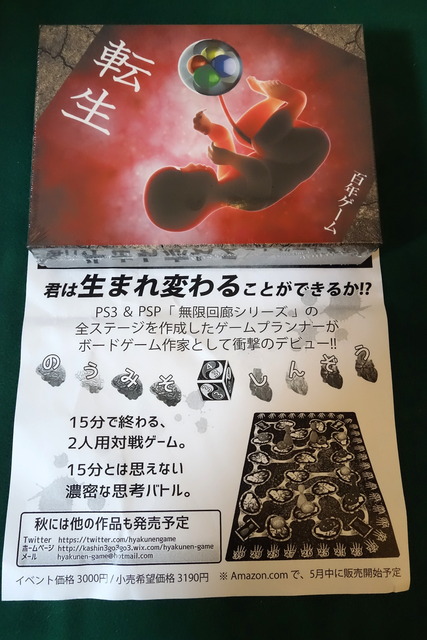 転生
百年ゲーム
君は生まれ変わることができるか!?
PS3 & PSP「無限回廊シリーズ」の
全ステージを作成したゲームプランナーが
ボードゲーム作家として衝撃のデビュー!!
のうみそ しんぞう
15分で終わる、
2人用対戦ゲーム。
15分とは思えない
濃密な思考バトル。
秋には他の作品も発売予定
Twitter https://twitter.com/hyakunengame
ホームページ http://kashin3go3go3.wix.com/hyakunen-game
メール hyakunen-game@hotmail.com
イベント価格 3000円 / 小売希望価格 3190円 ※ Amazon.com で、5月中に販売開始予定